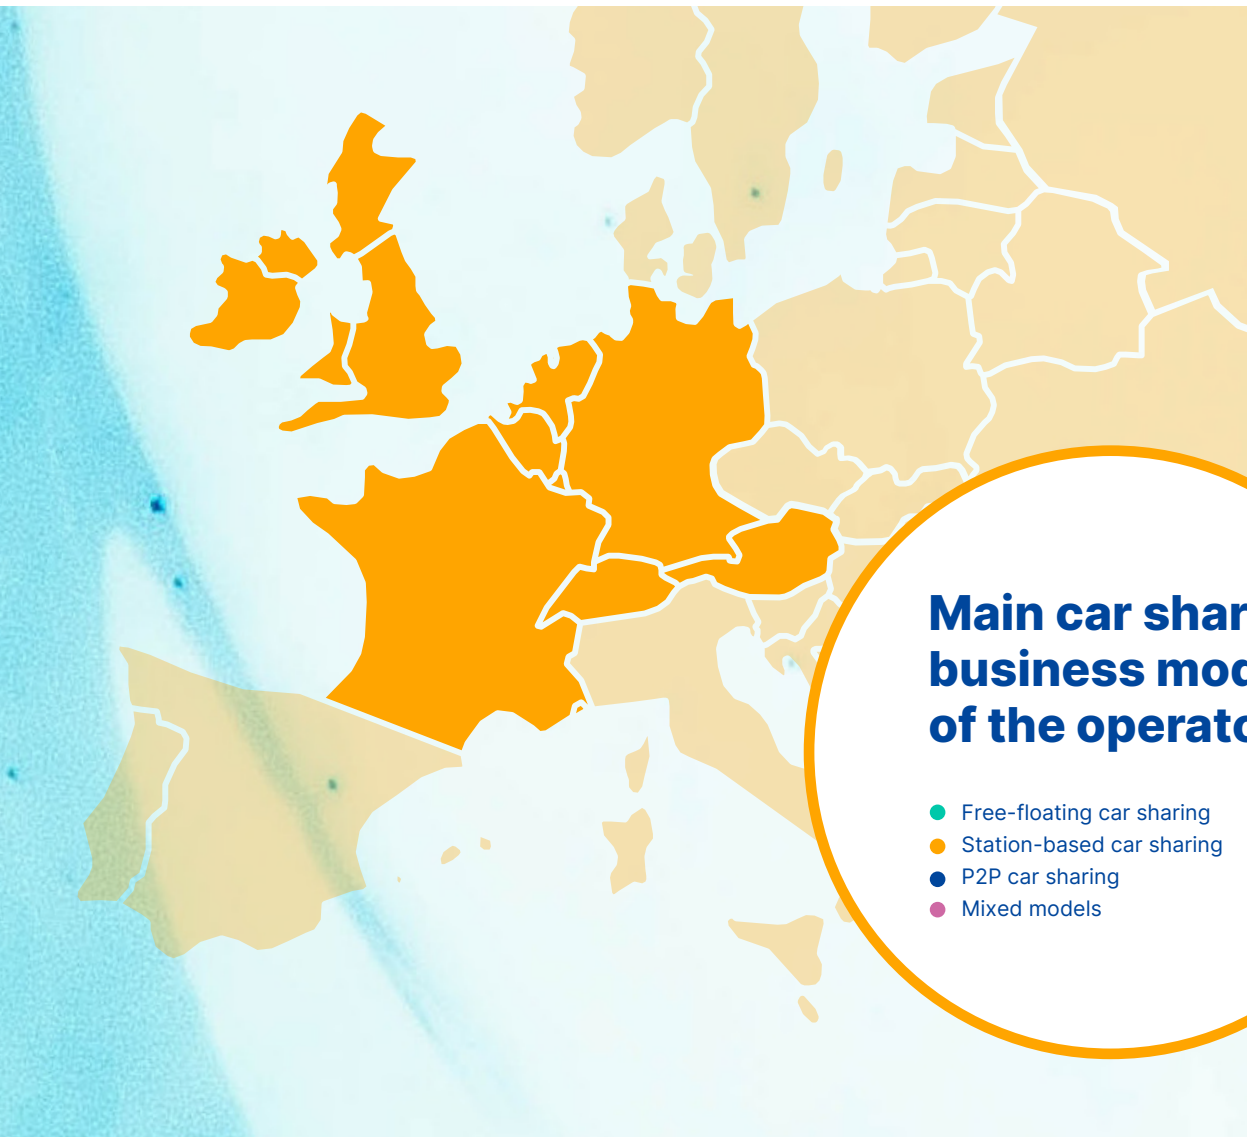 Main car shar
business mod
of the operato
Free-floating car sharing
Station-based car sharing
P2P car sharing
Mixed models